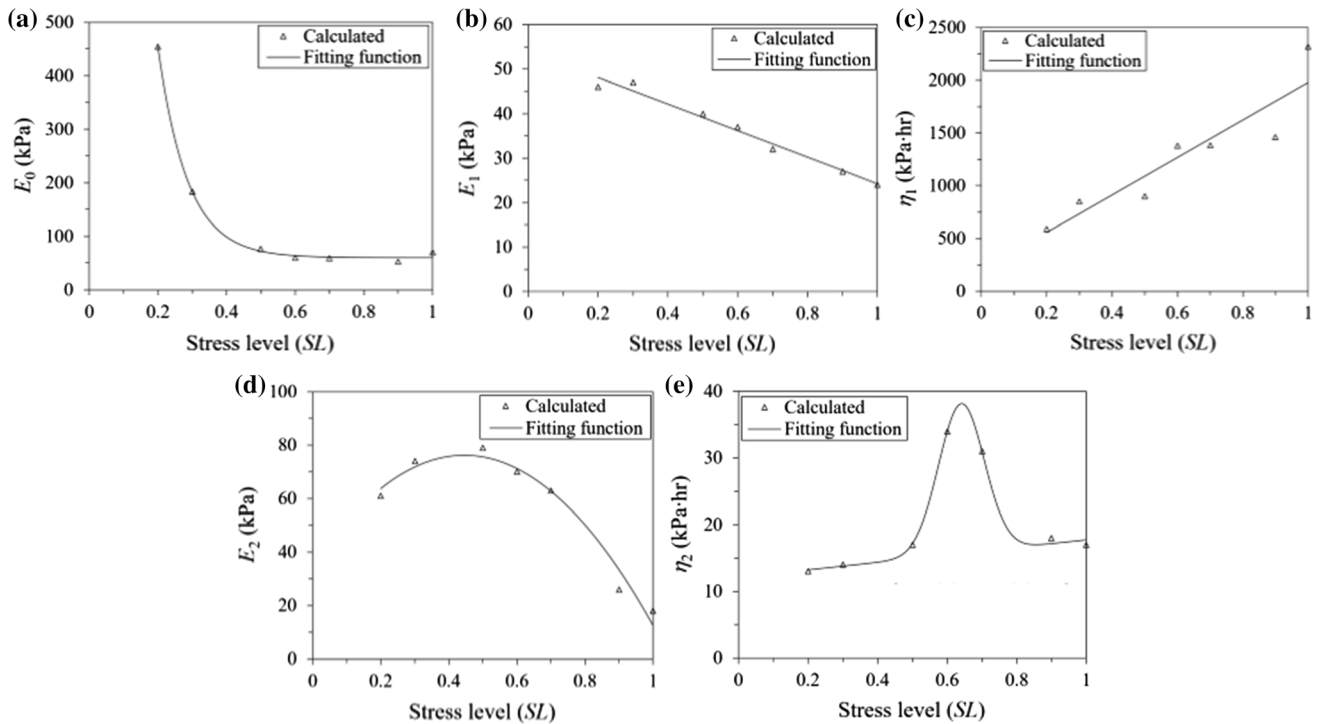 (a)
500
450
400
350
300
250
200
150
100
50
0
E0 (kPa)
0 0.2 0.4 0.6 0.8 1
Stress level (SL)
Calculated
Fitting function
(b)
60
50
40
30
20
10
0
E1 (kPa)
0 0.2 0.4 0.6 0.8 1
Stress level (SL)
Calculated
Fitting function
(c)
2500
2000
1500
1000
500
0
η1 (kPa·hr)
0 0.2 0.4 0.6 0.8 1
Stress level (SL)
Calculated
Fitting function
(d)
100
80
60
40
20
0
E2 (kPa)
0 0.2 0.4 0.6 0.8 1
Stress level (SL)
Calculated
Fitting function
(e)
40
30
20
10
0
η2 (kPa·hr)
0 0.2 0.4 0.6 0.8 1
Stress level (SL)
Calculated
Fitting function